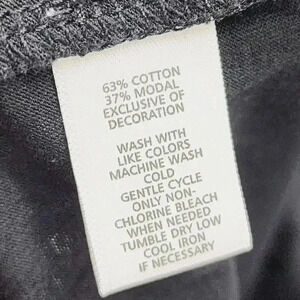 63% COTTON
37% MODAL
EXCLUSIVE OF
DECORATION
WASH WITH
LIKE COLORS
MACHINE WASH
COLD
GENTLE CYCLE
ONLY NON-
CHLORINE BLEACH
WHEN NEEDED
TUMBLE DRY LOW
COOL IRON
IF NECESSARY